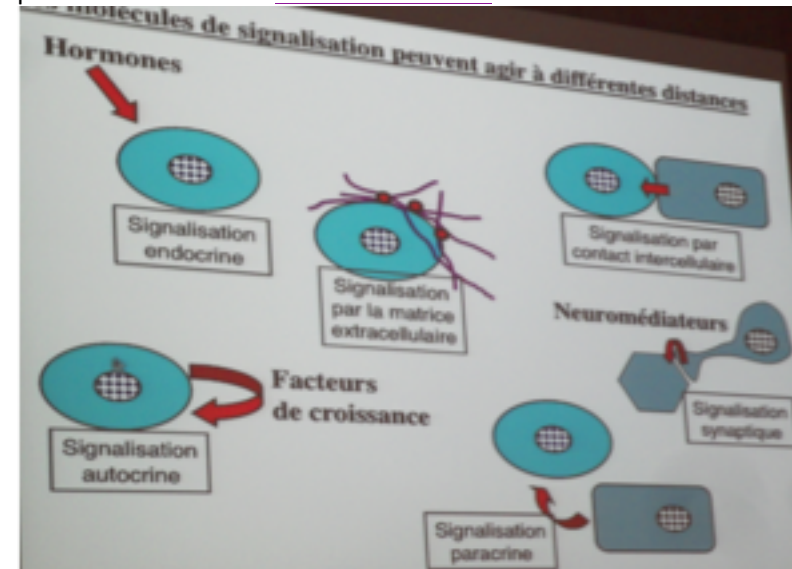 molécules de signalisation peuvent agir à différentes distances
Hormones
Signalisation
endocrine
Signalisation
par la matrice
extracellulaire
Signalisation par
contact intercellulaire
Neuromédiateurs
Signalisation
synaptique
Facteurs
de croissance
Signalisation
autocrine
Signalisation
paracrine